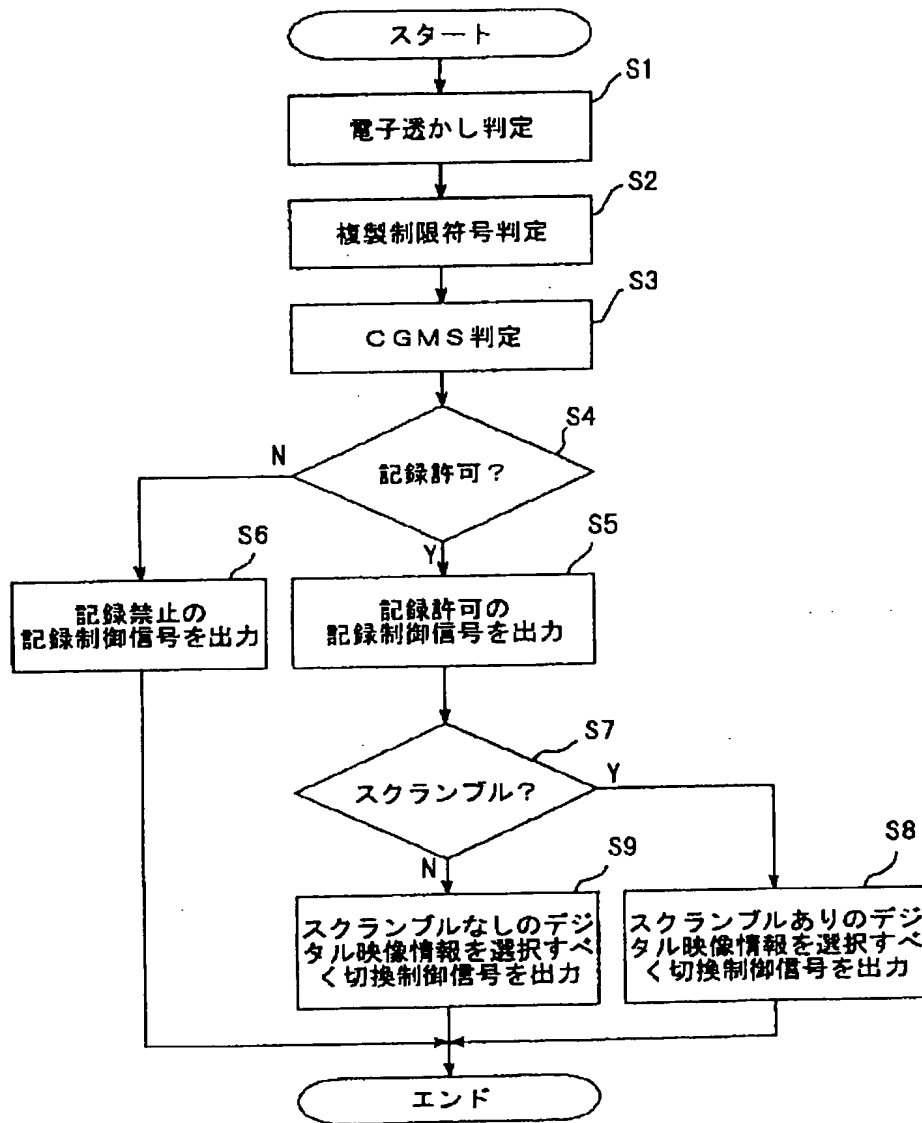 スタート
S1
電子透かし判定
S2
複製制限符号判定
S3
CGMS判定
S4
N
記録許可?
Y
S6
S5
記録禁止の
記録制御信号を出力
記録許可の
記録制御信号を出力
S7
スクランブル?
Y
N
S9
S8
スクランブルなしのデジ
タル映像情報を選択すべ
く切換制御信号を出力
スクランブルありのデジ
タル映像情報を選択すべ
く切換制御信号を出力
エンド